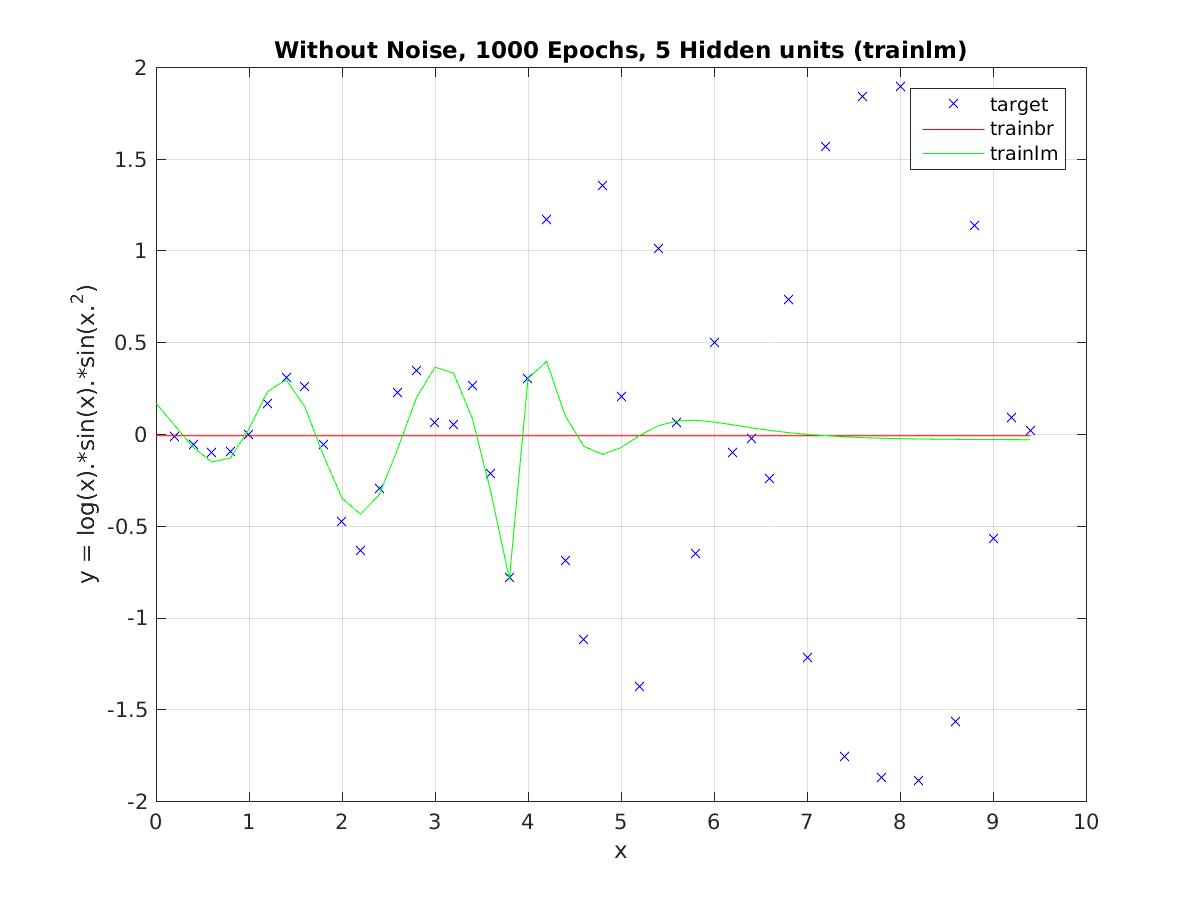 Without Noise, 1000 Epochs, 5 Hidden units (trainlm)
2
1.5
1
0.5
0
-0.5
-1
-1.5
-2
y = log(x).*sin(x).*sin(x.²)
target
trainbr
trainlm
0 1 2 3 4 5 6 7 8 9 10
x